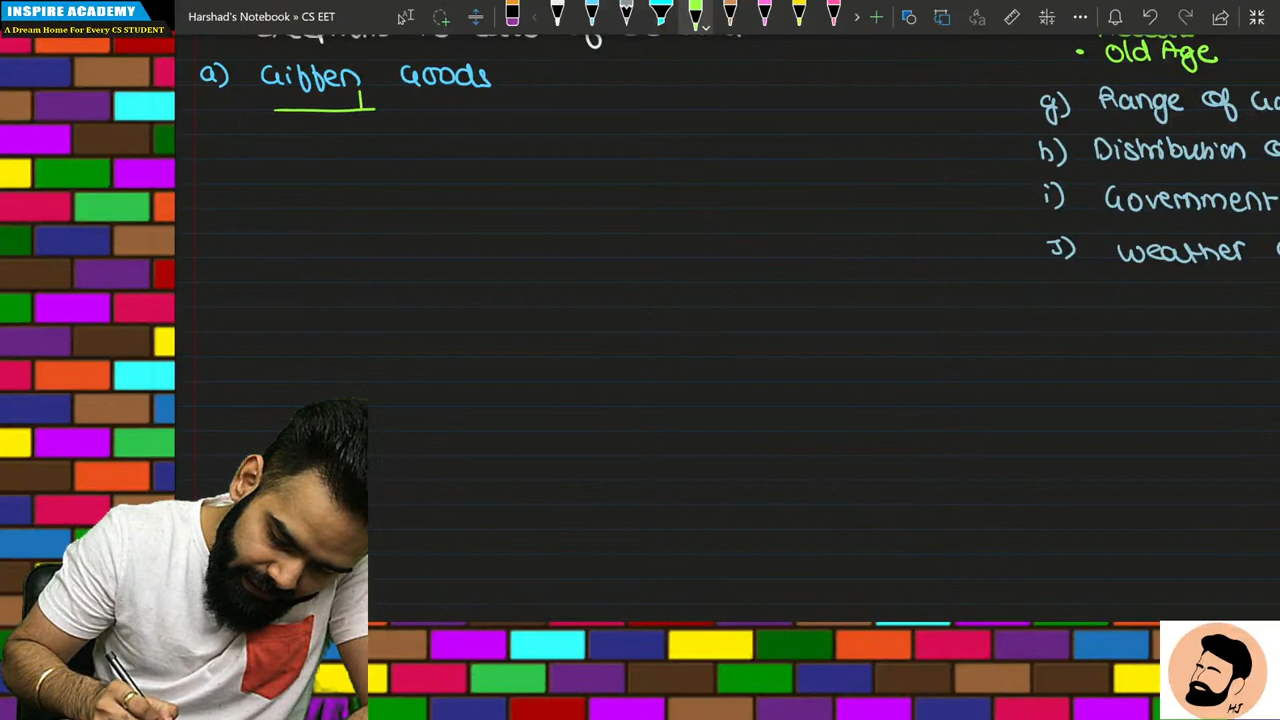 INSPIRE ACADEMY
A Dream Home For Every CS STUDENT
Harshad's Notebook » CS EET
a) Giffen Goods
• Old Age
g) Range of
h) Distribution
i) Government
J) weather
HJ